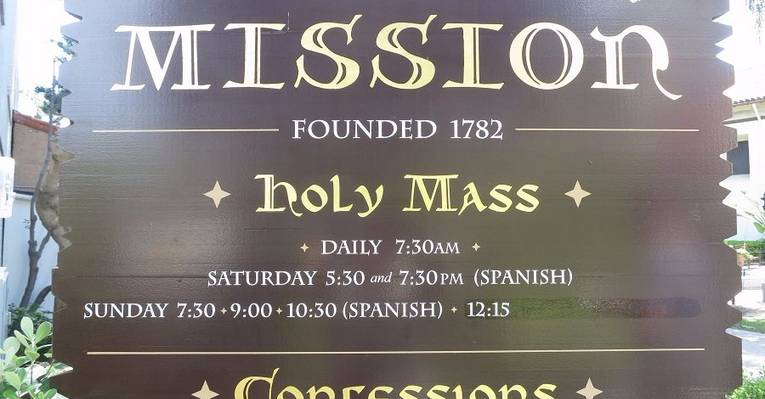 MISSION
FOUNDED 1782
Holy Mass
DAILY 7:30AM
SATURDAY 5:30 and 7:30PM (SPANISH)
SUNDAY 7:30 ✦ 9:00 ✦ 10:30 (SPANISH) ✦ 12:15
Confessions